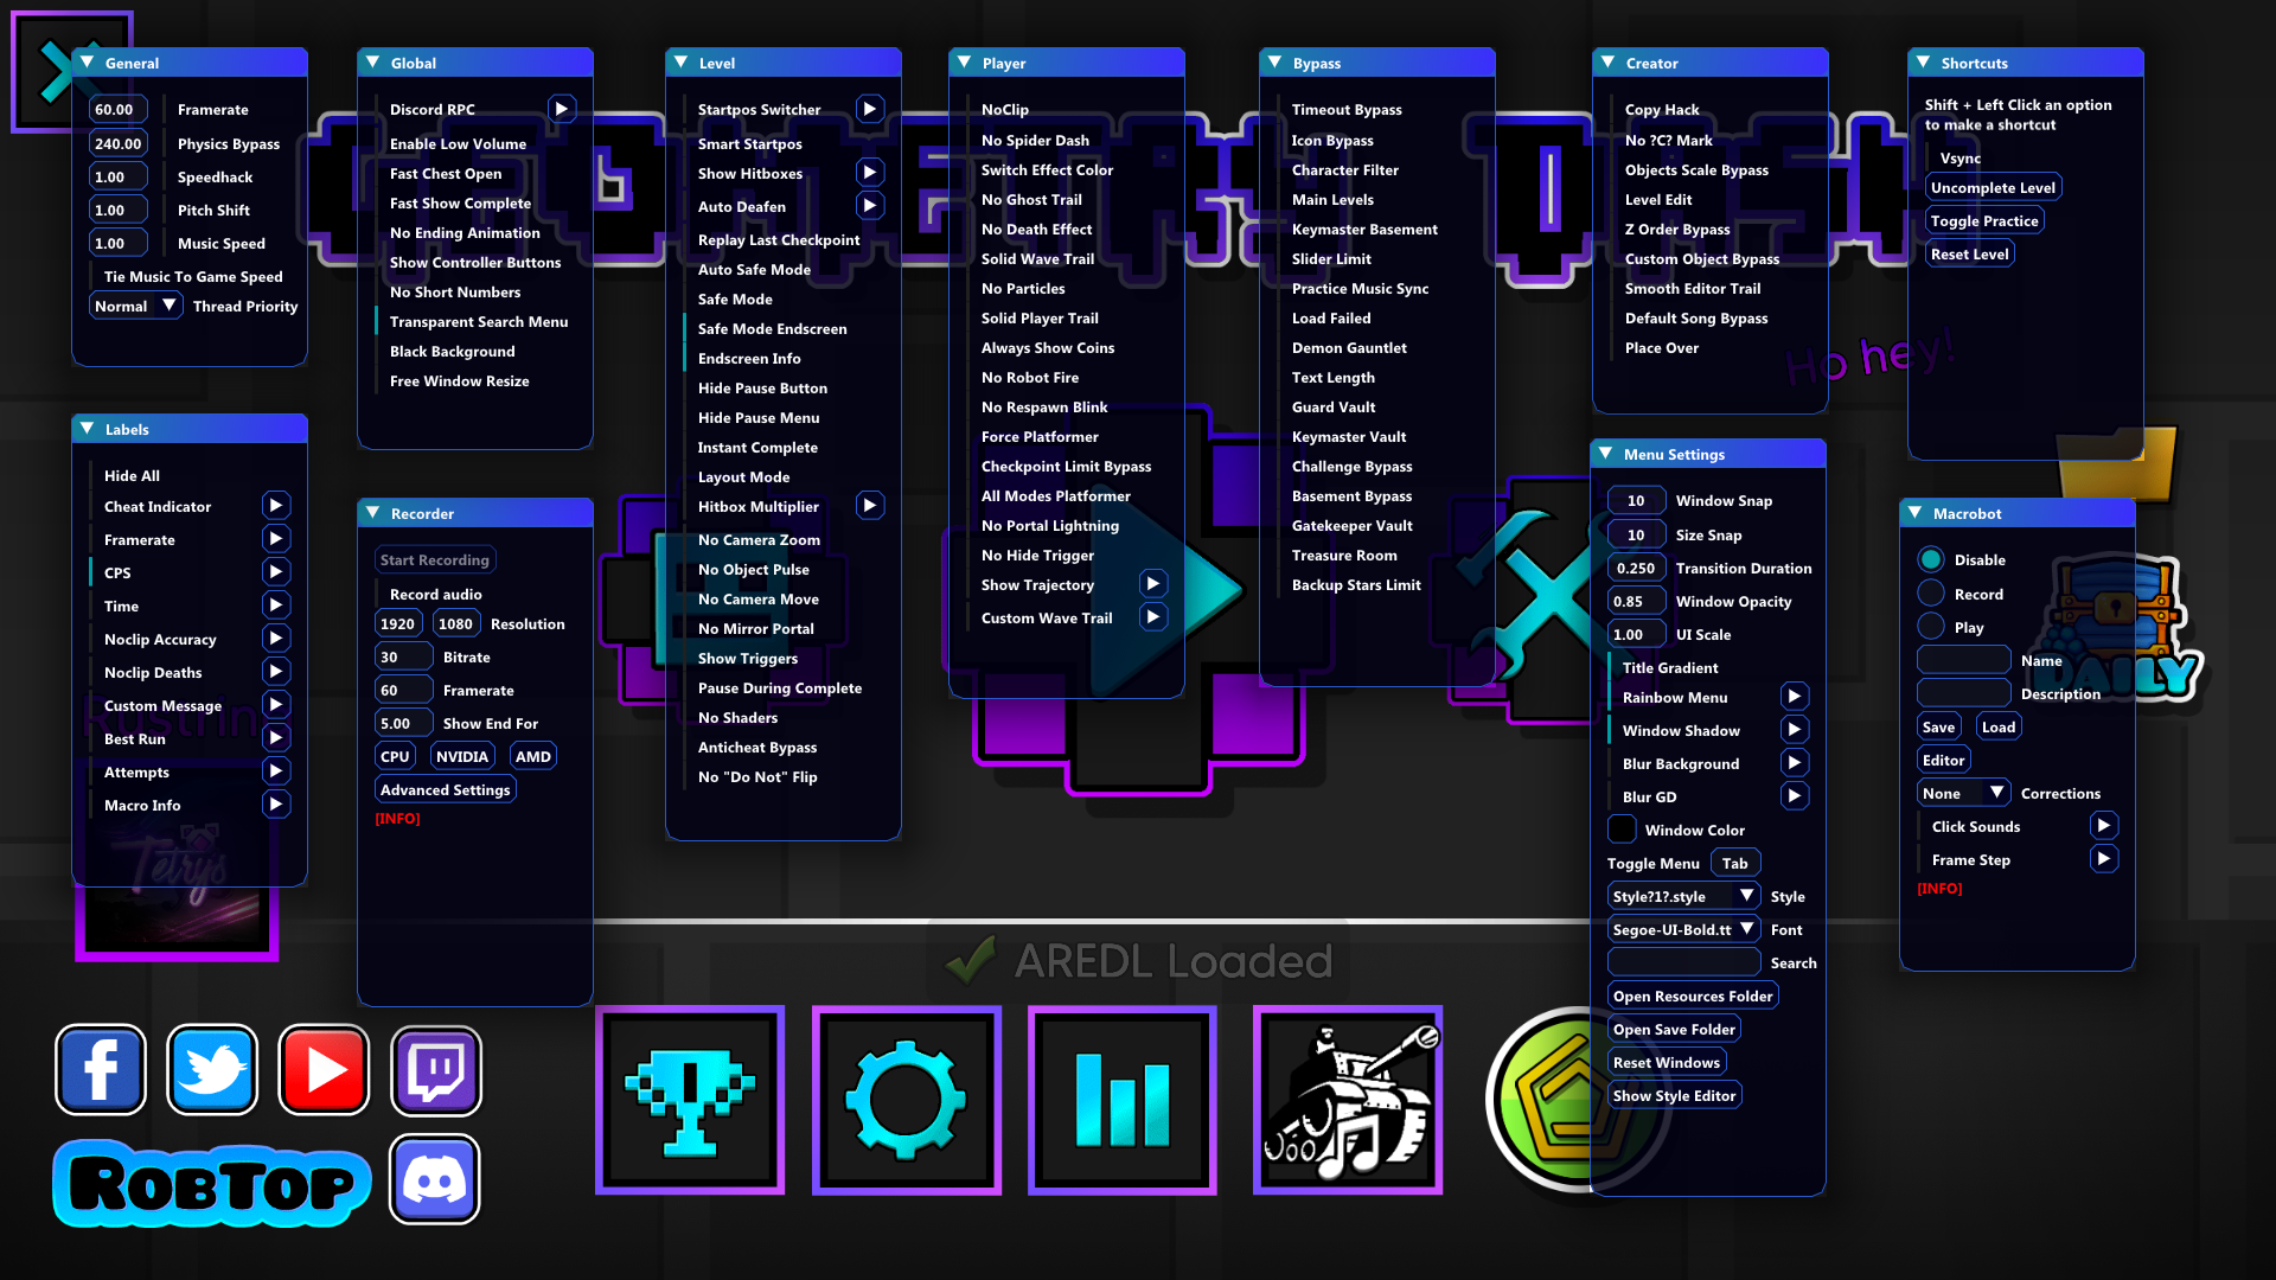 General
60.00 Framerate
240.00 Physics Bypass
1.00 Speedhack
1.00 Pitch Shift
1.00 Music Speed
Tie Music To Game Speed
Normal Thread Priority
Labels
Hide All
Cheat Indicator
Framerate
CPS
Time
Noclip Accuracy
Noclip Deaths
Custom Message
Best Run
Attempts
Macro Info
Global
Discord RPC
Enable Low Volume
Fast Chest Open
Fast Show Complete
No Ending Animation
Show Controller Buttons
No Short Numbers
Transparent Search Menu
Black Background
Free Window Resize
Recorder
Start Recording
Record audio
1920 1080 Resolution
30 Bitrate
60 Framerate
5.00 Show End For
CPU NVIDIA AMD
Advanced Settings
[INFO]
Level
Startpos Switcher
Smart Startpos
Show Hitboxes
Auto Deafen
Replay Last Checkpoint
Auto Safe Mode
Safe Mode
Safe Mode Endscreen
Endscreen Info
Hide Pause Button
Hide Pause Menu
Instant Complete
Layout Mode
Hitbox Multiplier
No Camera Zoom
No Object Pulse
No Camera Move
No Mirror Portal
Show Triggers
Pause During Complete
No Shaders
Anticheat Bypass
No "Do Not" Flip
Player
NoClip
No Spider Dash
Switch Effect Color
No Ghost Trail
No Death Effect
Solid Wave Trail
No Particles
Solid Player Trail
Always Show Coins
No Robot Fire
No Respawn Blink
Force Platformer
Checkpoint Limit Bypass
All Modes Platformer
No Portal Lightning
No Hide Trigger
Show Trajectory
Custom Wave Trail
Bypass
Timeout Bypass
Icon Bypass
Character Filter
Main Levels
Keymaster Basement
Slider Limit
Practice Music Sync
Load Failed
Demon Gauntlet
Text Length
Guard Vault
Keymaster Vault
Challenge Bypass
Basement Bypass
Gatekeeper Vault
Treasure Room
Backup Stars Limit
Creator
Copy Hack
No ?C? Mark
Objects Scale Bypass
Level Edit
Z Order Bypass
Custom Object Bypass
Smooth Editor Trail
Default Song Bypass
Place Over
Menu Settings
10 Window Snap
10 Size Snap
0.250 Transition Duration
0.85 Window Opacity
1.00 UI Scale
Title Gradient
Rainbow Menu
Window Shadow
Blur Background
Blur GD
Window Color
Toggle Menu Tab
Style?1?.style Style
Segoe-UI-Bold.tt Font
Search
Open Resources Folder
Open Save Folder
Reset Windows
Show Style Editor
Shortcuts
Shift + Left Click an option
to make a shortcut
Vsync
Uncomplete Level
Toggle Practice
Reset Level
Macrobot
Disable
Record
Play
Name
Description
Save Load
Editor
None Corrections
Click Sounds
Frame Step
[INFO]
Ho hey!
DAILY
Tetrys
AREDL Loaded
ROBTOP